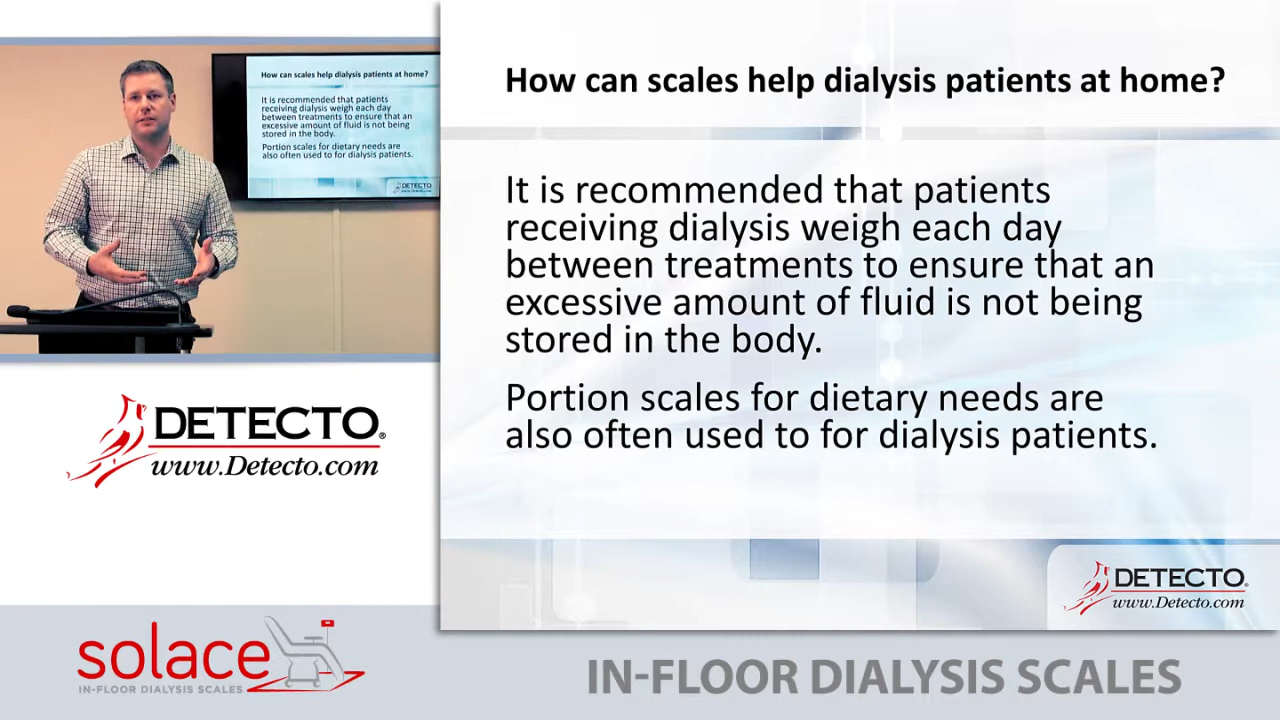 How can scales help dialysis patients at home?
It is recommended that patients
receiving dialysis weigh each day
between treatments to ensure that an
excessive amount of fluid is not being
stored in the body.
Portion scales for dietary needs are
also often used to for dialysis patients.
DETECTO
www.Detecto.com
How can scales help dialysis patients at home?
It is recommended that patients
receiving dialysis weigh each day
between treatments to ensure that an
excessive amount of fluid is not being
stored in the body.
Portion scales for dietary needs are
also often used to for dialysis patients.
DETECTO®
www.Detecto.com
DETECTO®
www.Detecto.com
solace
IN-FLOOR DIALYSIS SCALES
IN-FLOOR DIALYSIS SCALES